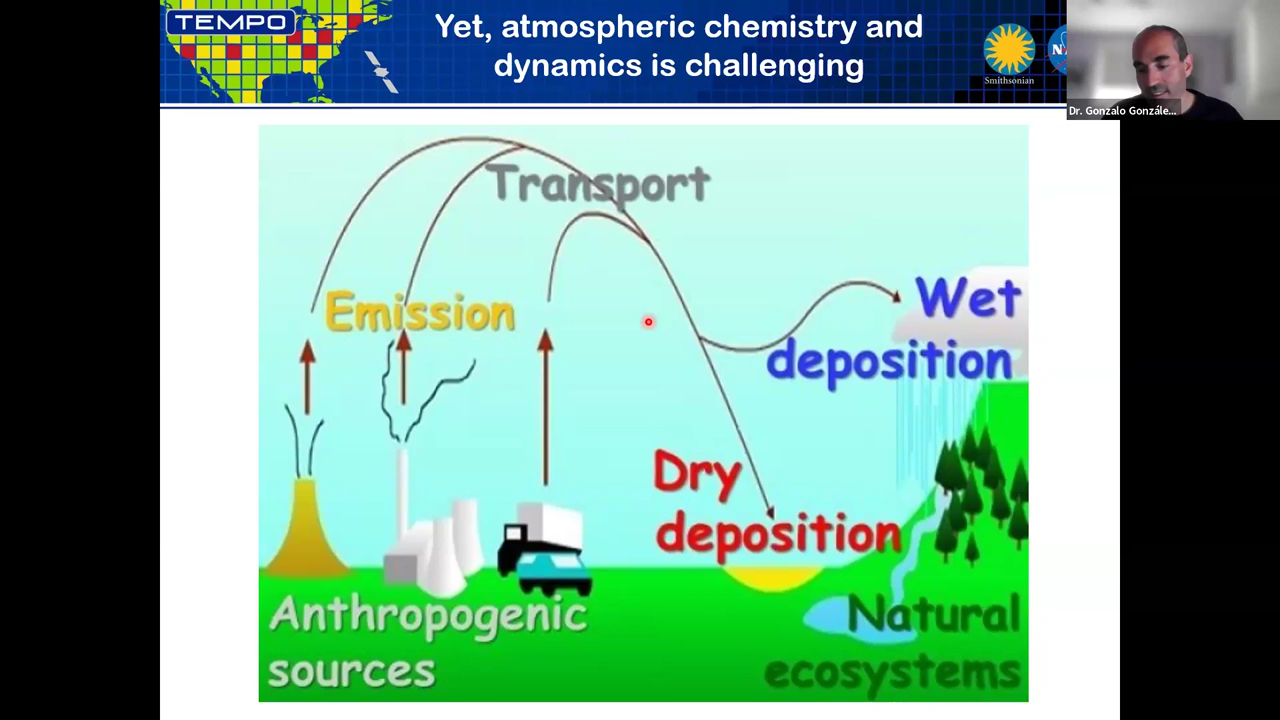 TEMPO
Yet, atmospheric chemistry and
dynamics is challenging
Smithsonian
Dr. Gonzalo Gonzále...
Transport
Emission
Wet
deposition
Dry
deposition
Anthropogenic
sources
Natural
ecosystems